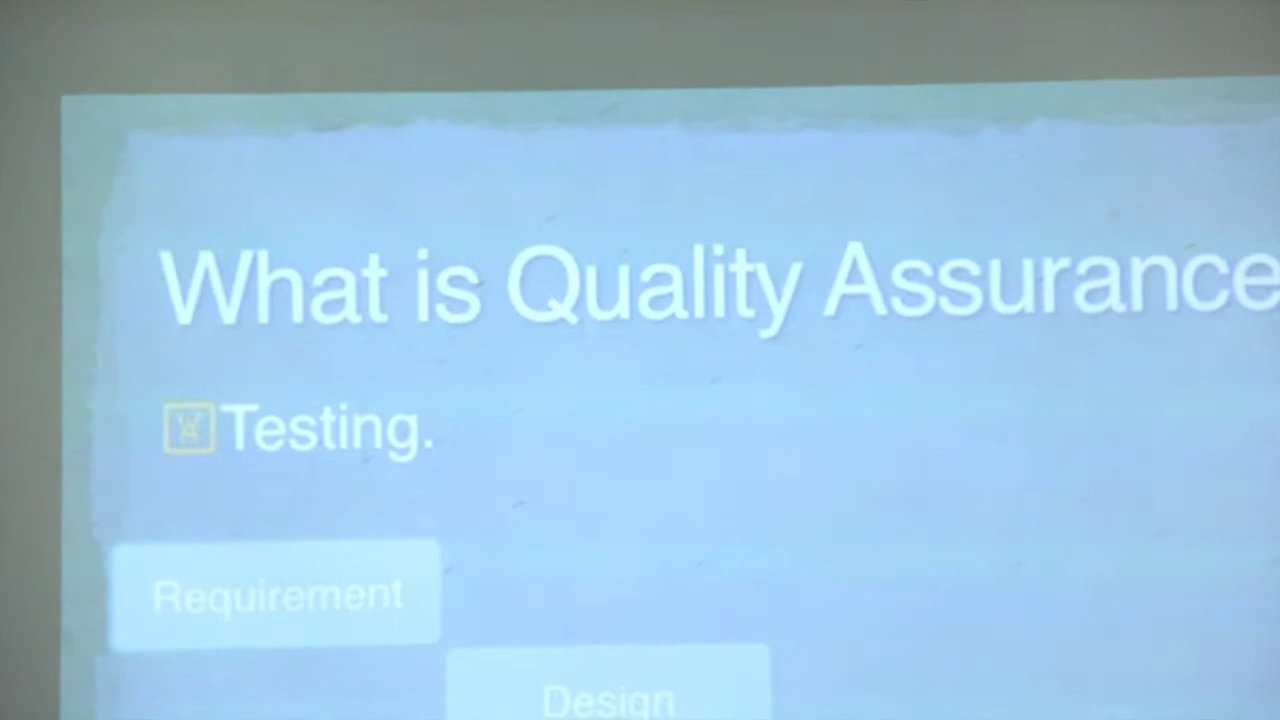 What is Quality Assurance
Testing.
Requirement
Design